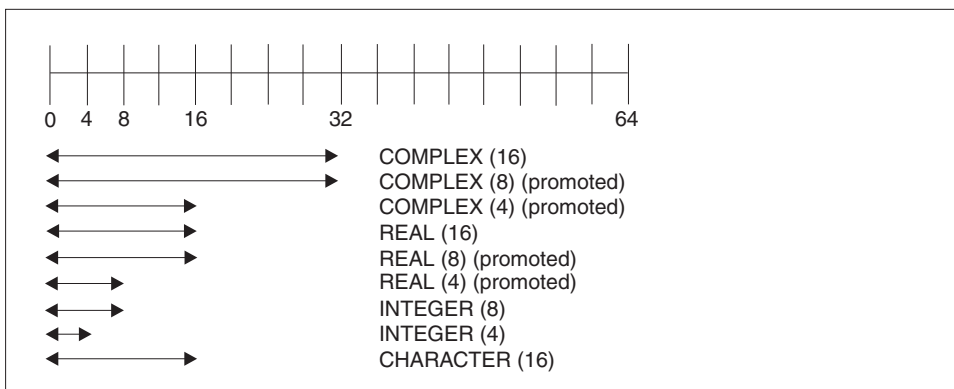 0 4 8 16 32 64
COMPLEX (16)
COMPLEX (8) (promoted)
COMPLEX (4) (promoted)
REAL (16)
REAL (8) (promoted)
REAL (4) (promoted)
INTEGER (8)
INTEGER (4)
CHARACTER (16)